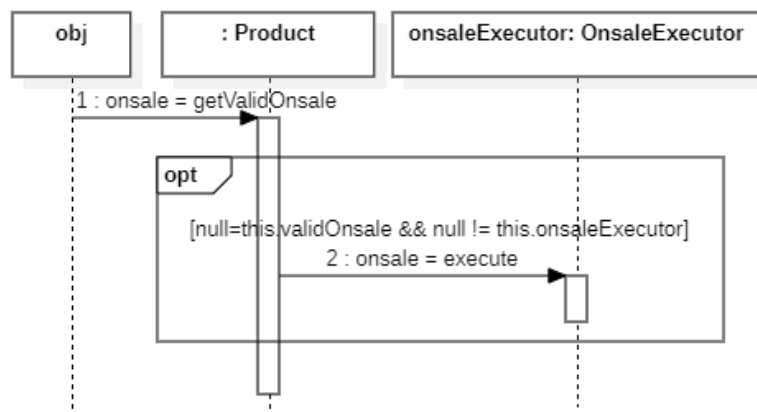 obj
: Product
onsaleExecutor: OnsaleExecutor
1 : onsale = getValidOnsale
opt
[null=this.validOnsale && null != this.onsaleExecutor]
2 : onsale = execute